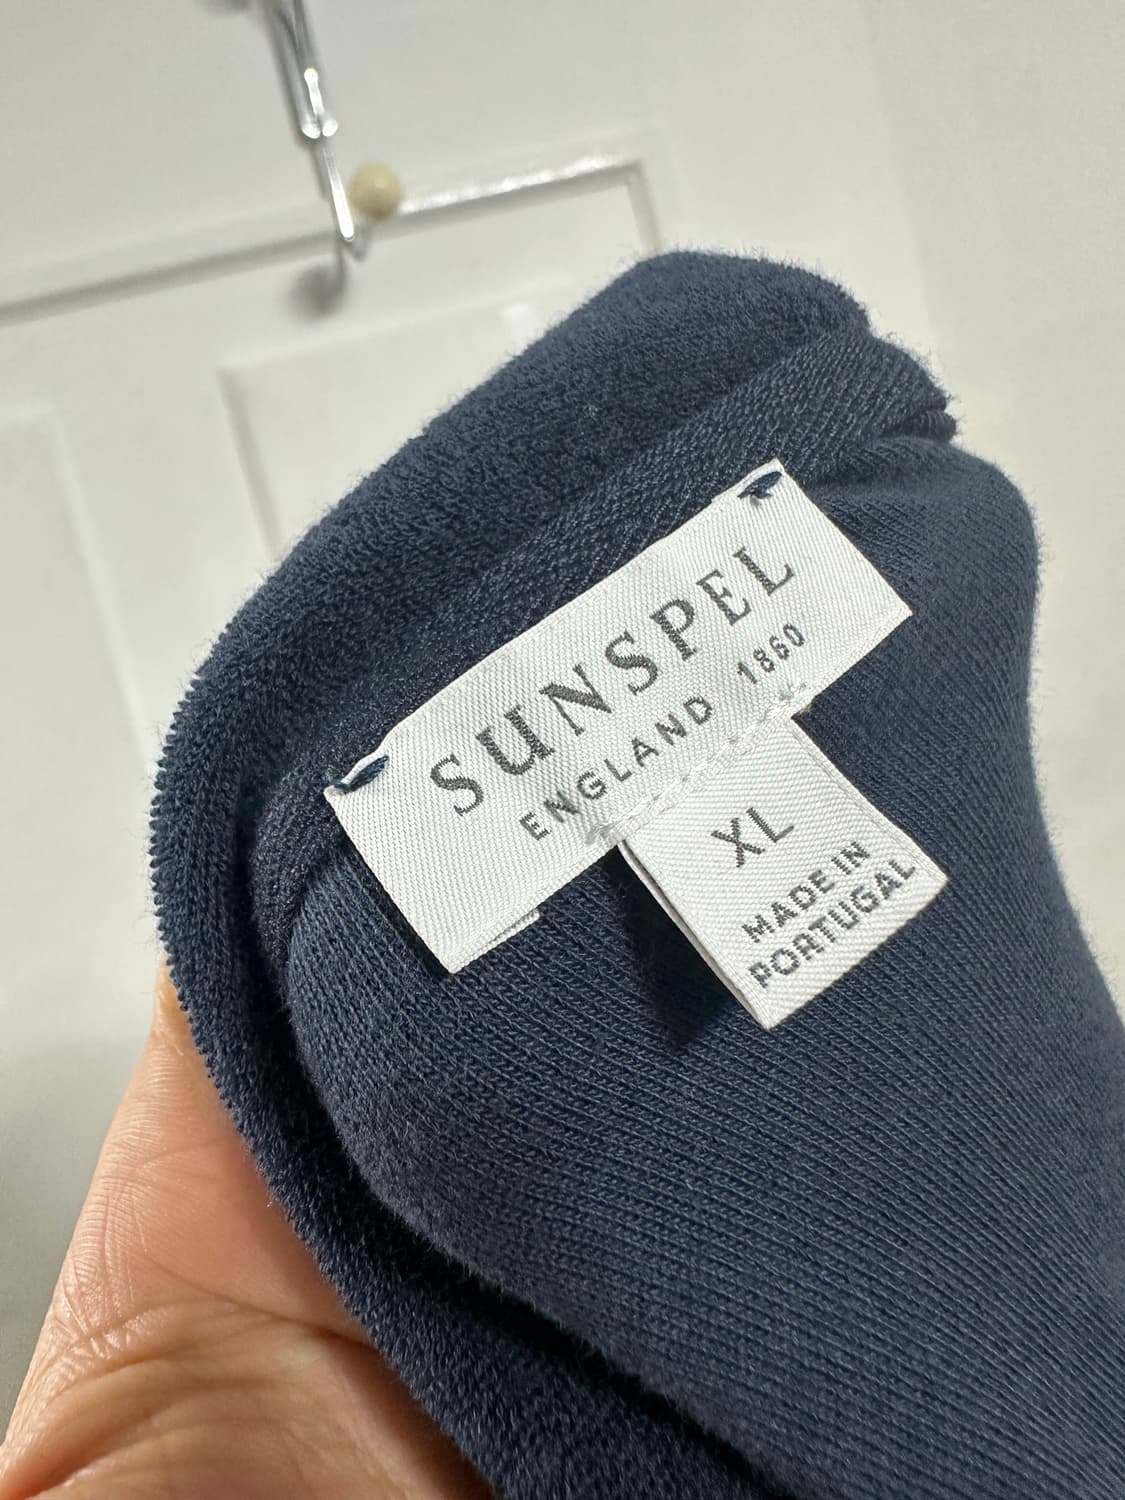 SUNSPEL
ENGLAND 1860
XL
MADE IN
PORTUGAL